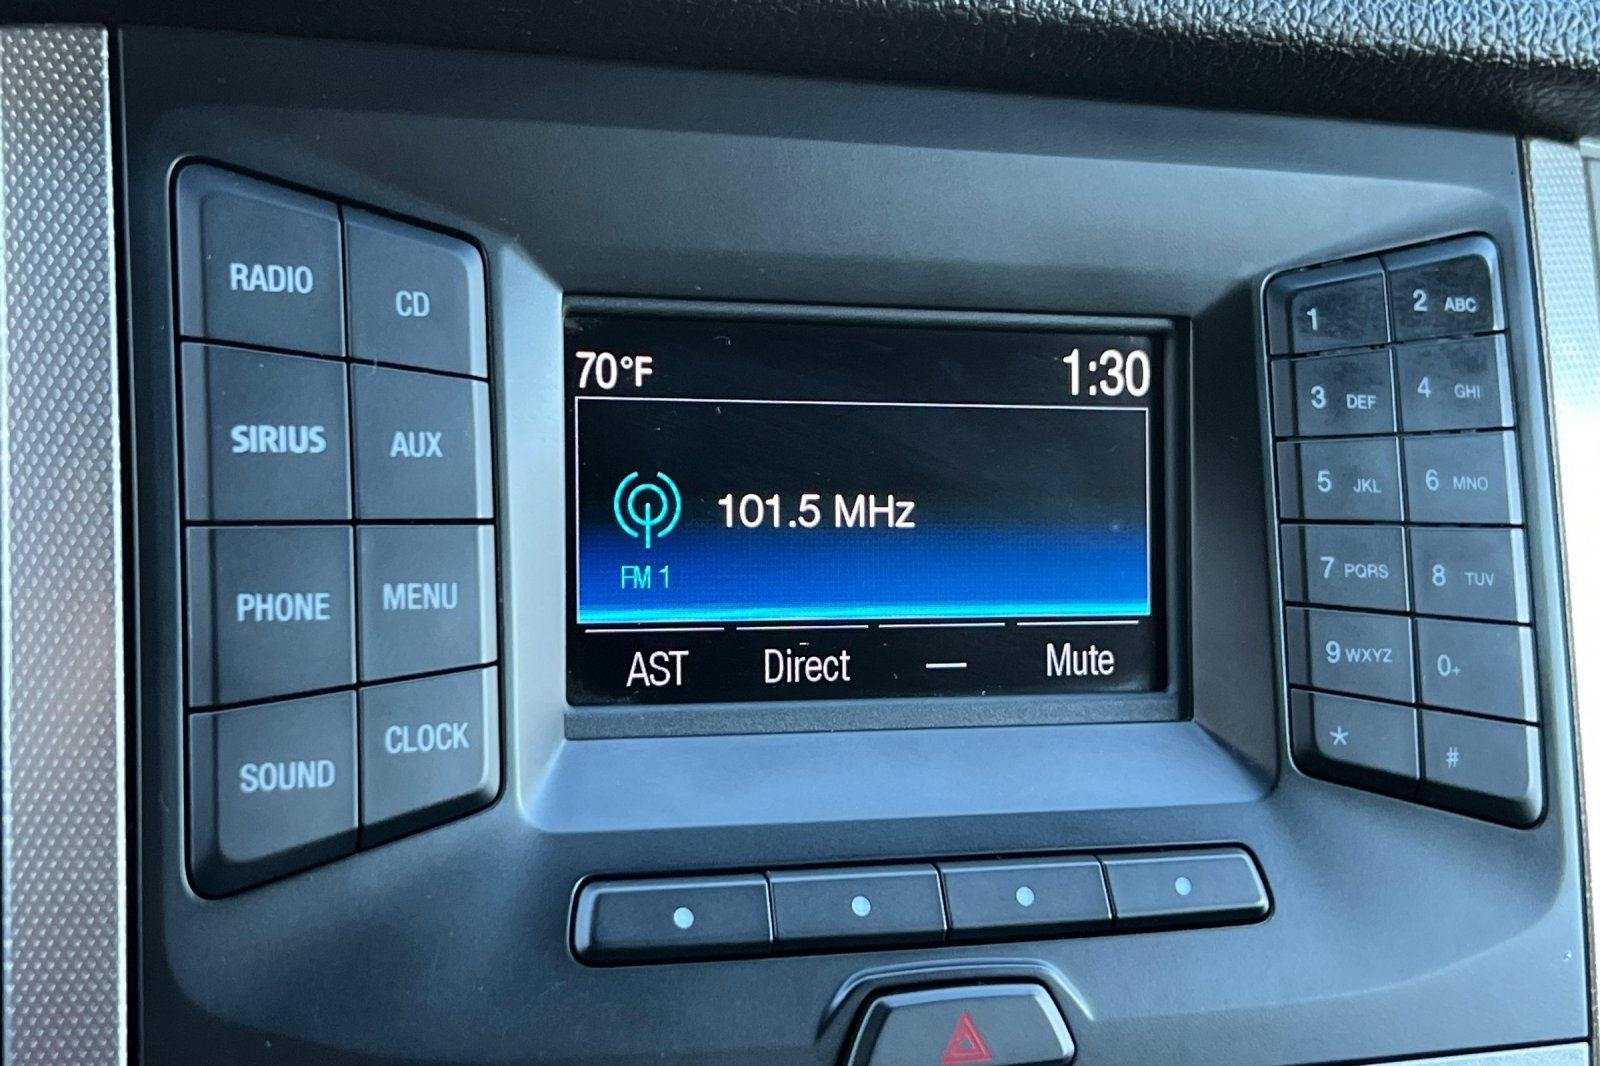 RADIO CD
SIRIUS AUX
PHONE MENU
SOUND CLOCK
70°F 1:30
101.5 MHz
FM 1
AST Direct — Mute
1 2 ABC
3 DEF 4 GHI
5 JKL 6 MNO
7 PQRS 8 TUV
9 WXYZ 0+
* #